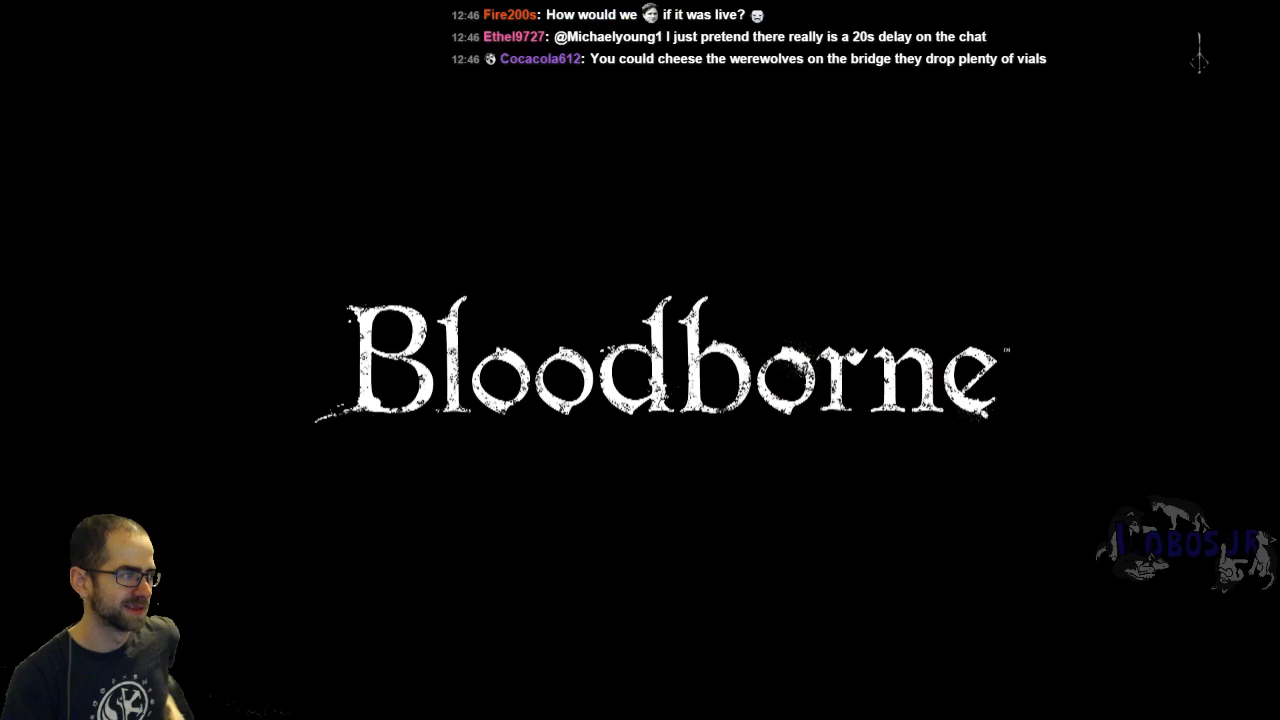 12:46 Fire200s: How would we if it was live?
12:46 Ethel9727: @Michaelyoung1 I just pretend there really is a 20s delay on the chat
12:46 Cocacola612: You could cheese the werewolves on the bridge they drop plenty of vials
Bloodborne™
LOBOSJR